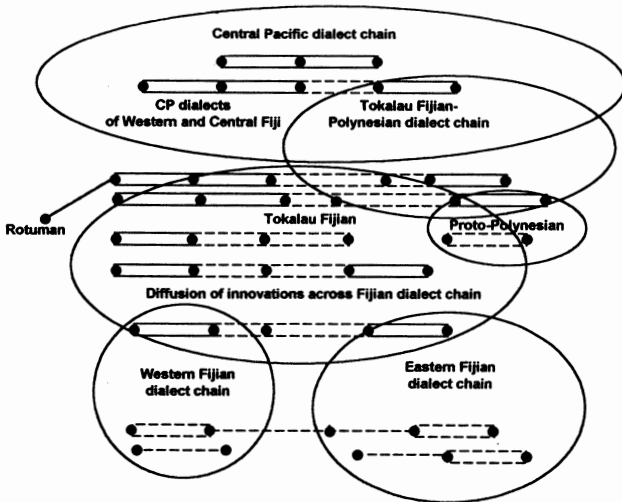 Central Pacific dialect chain
CP dialects
of Western and Central Fiji
Tokalau Fijian-
Polynesian dialect chain
Rotuman
Tokalau Fijian
Proto-Polynesian
Diffusion of innovations across Fijian dialect chain
Western Fijian
dialect chain
Eastern Fijian
dialect chain